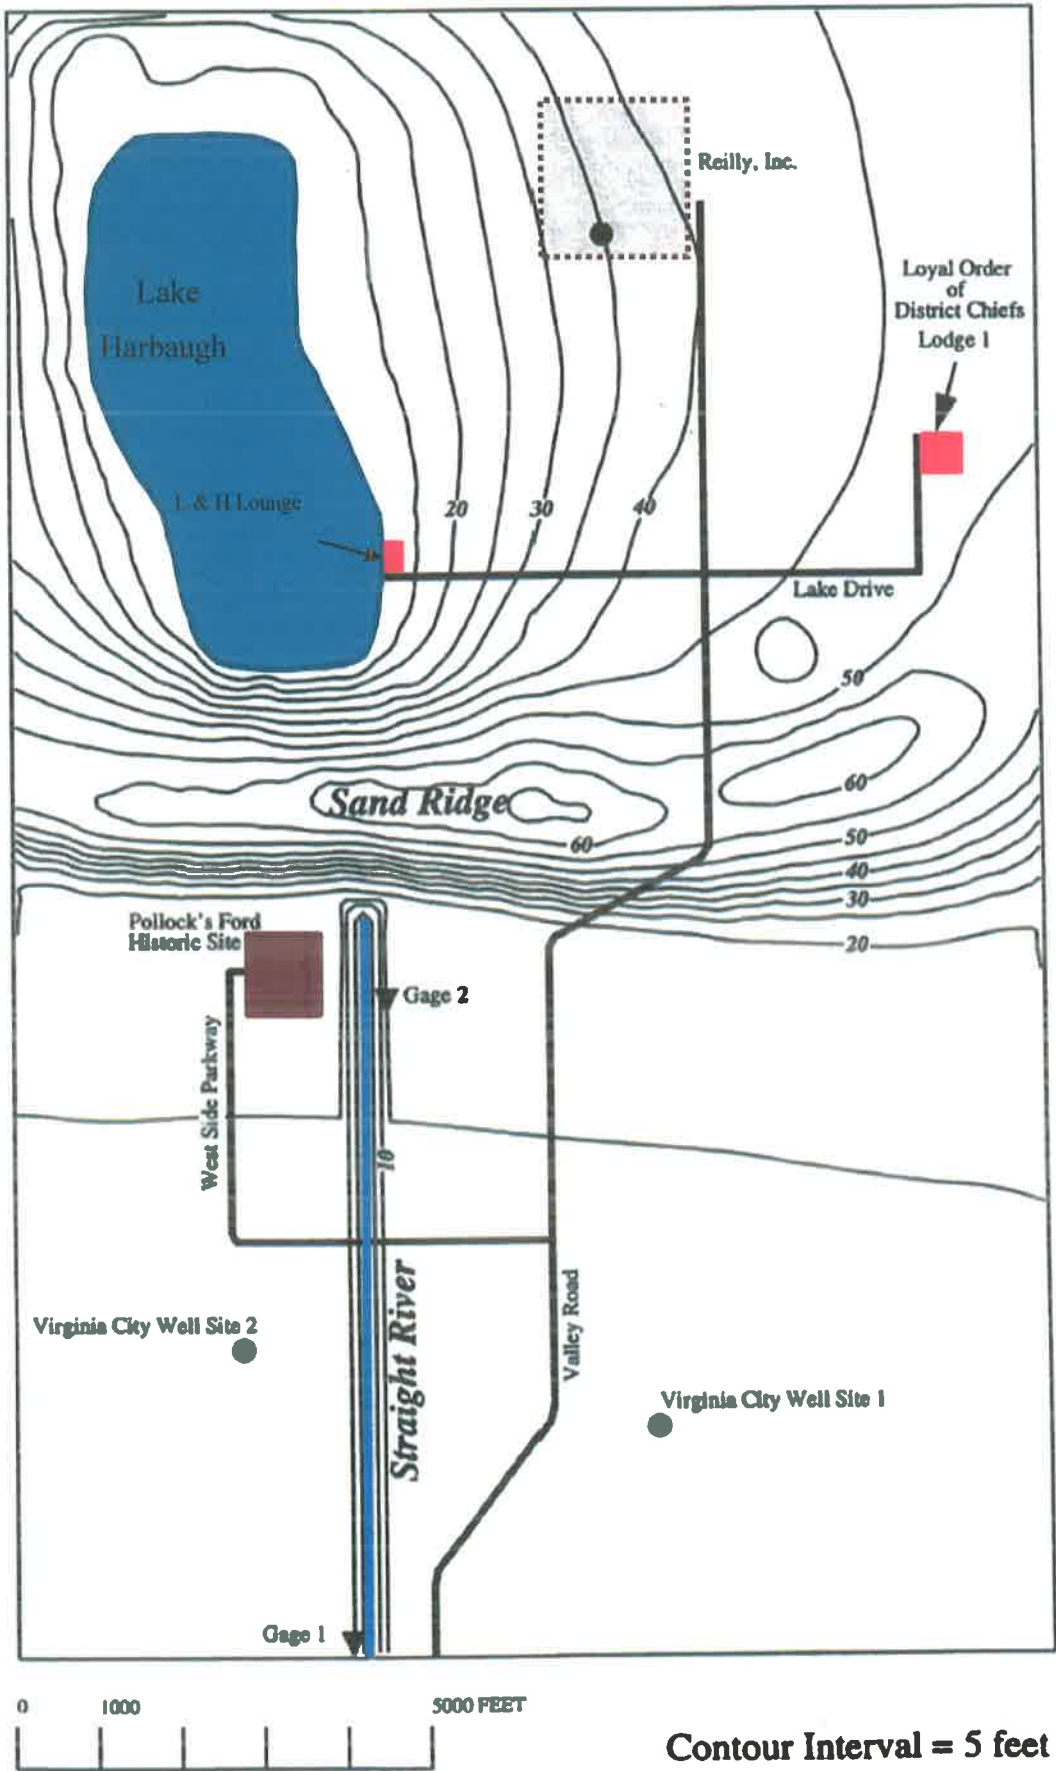 Reilly, Inc.
Loyal Order
of
District Chiefs
Lodge 1
Lake
Harbaugh
L & H Lounge
20
30
40
Lake Drive
50
60
Sand Ridge
60
50
40
30
20
Pollock's Ford
Historic Site
Gage 2
West Side Parkway
10
Straight River
Valley Road
Virginia City Well Site 2
Virginia City Well Site 1
Gage 1
0 1000 5000 FEET
Contour Interval = 5 feet